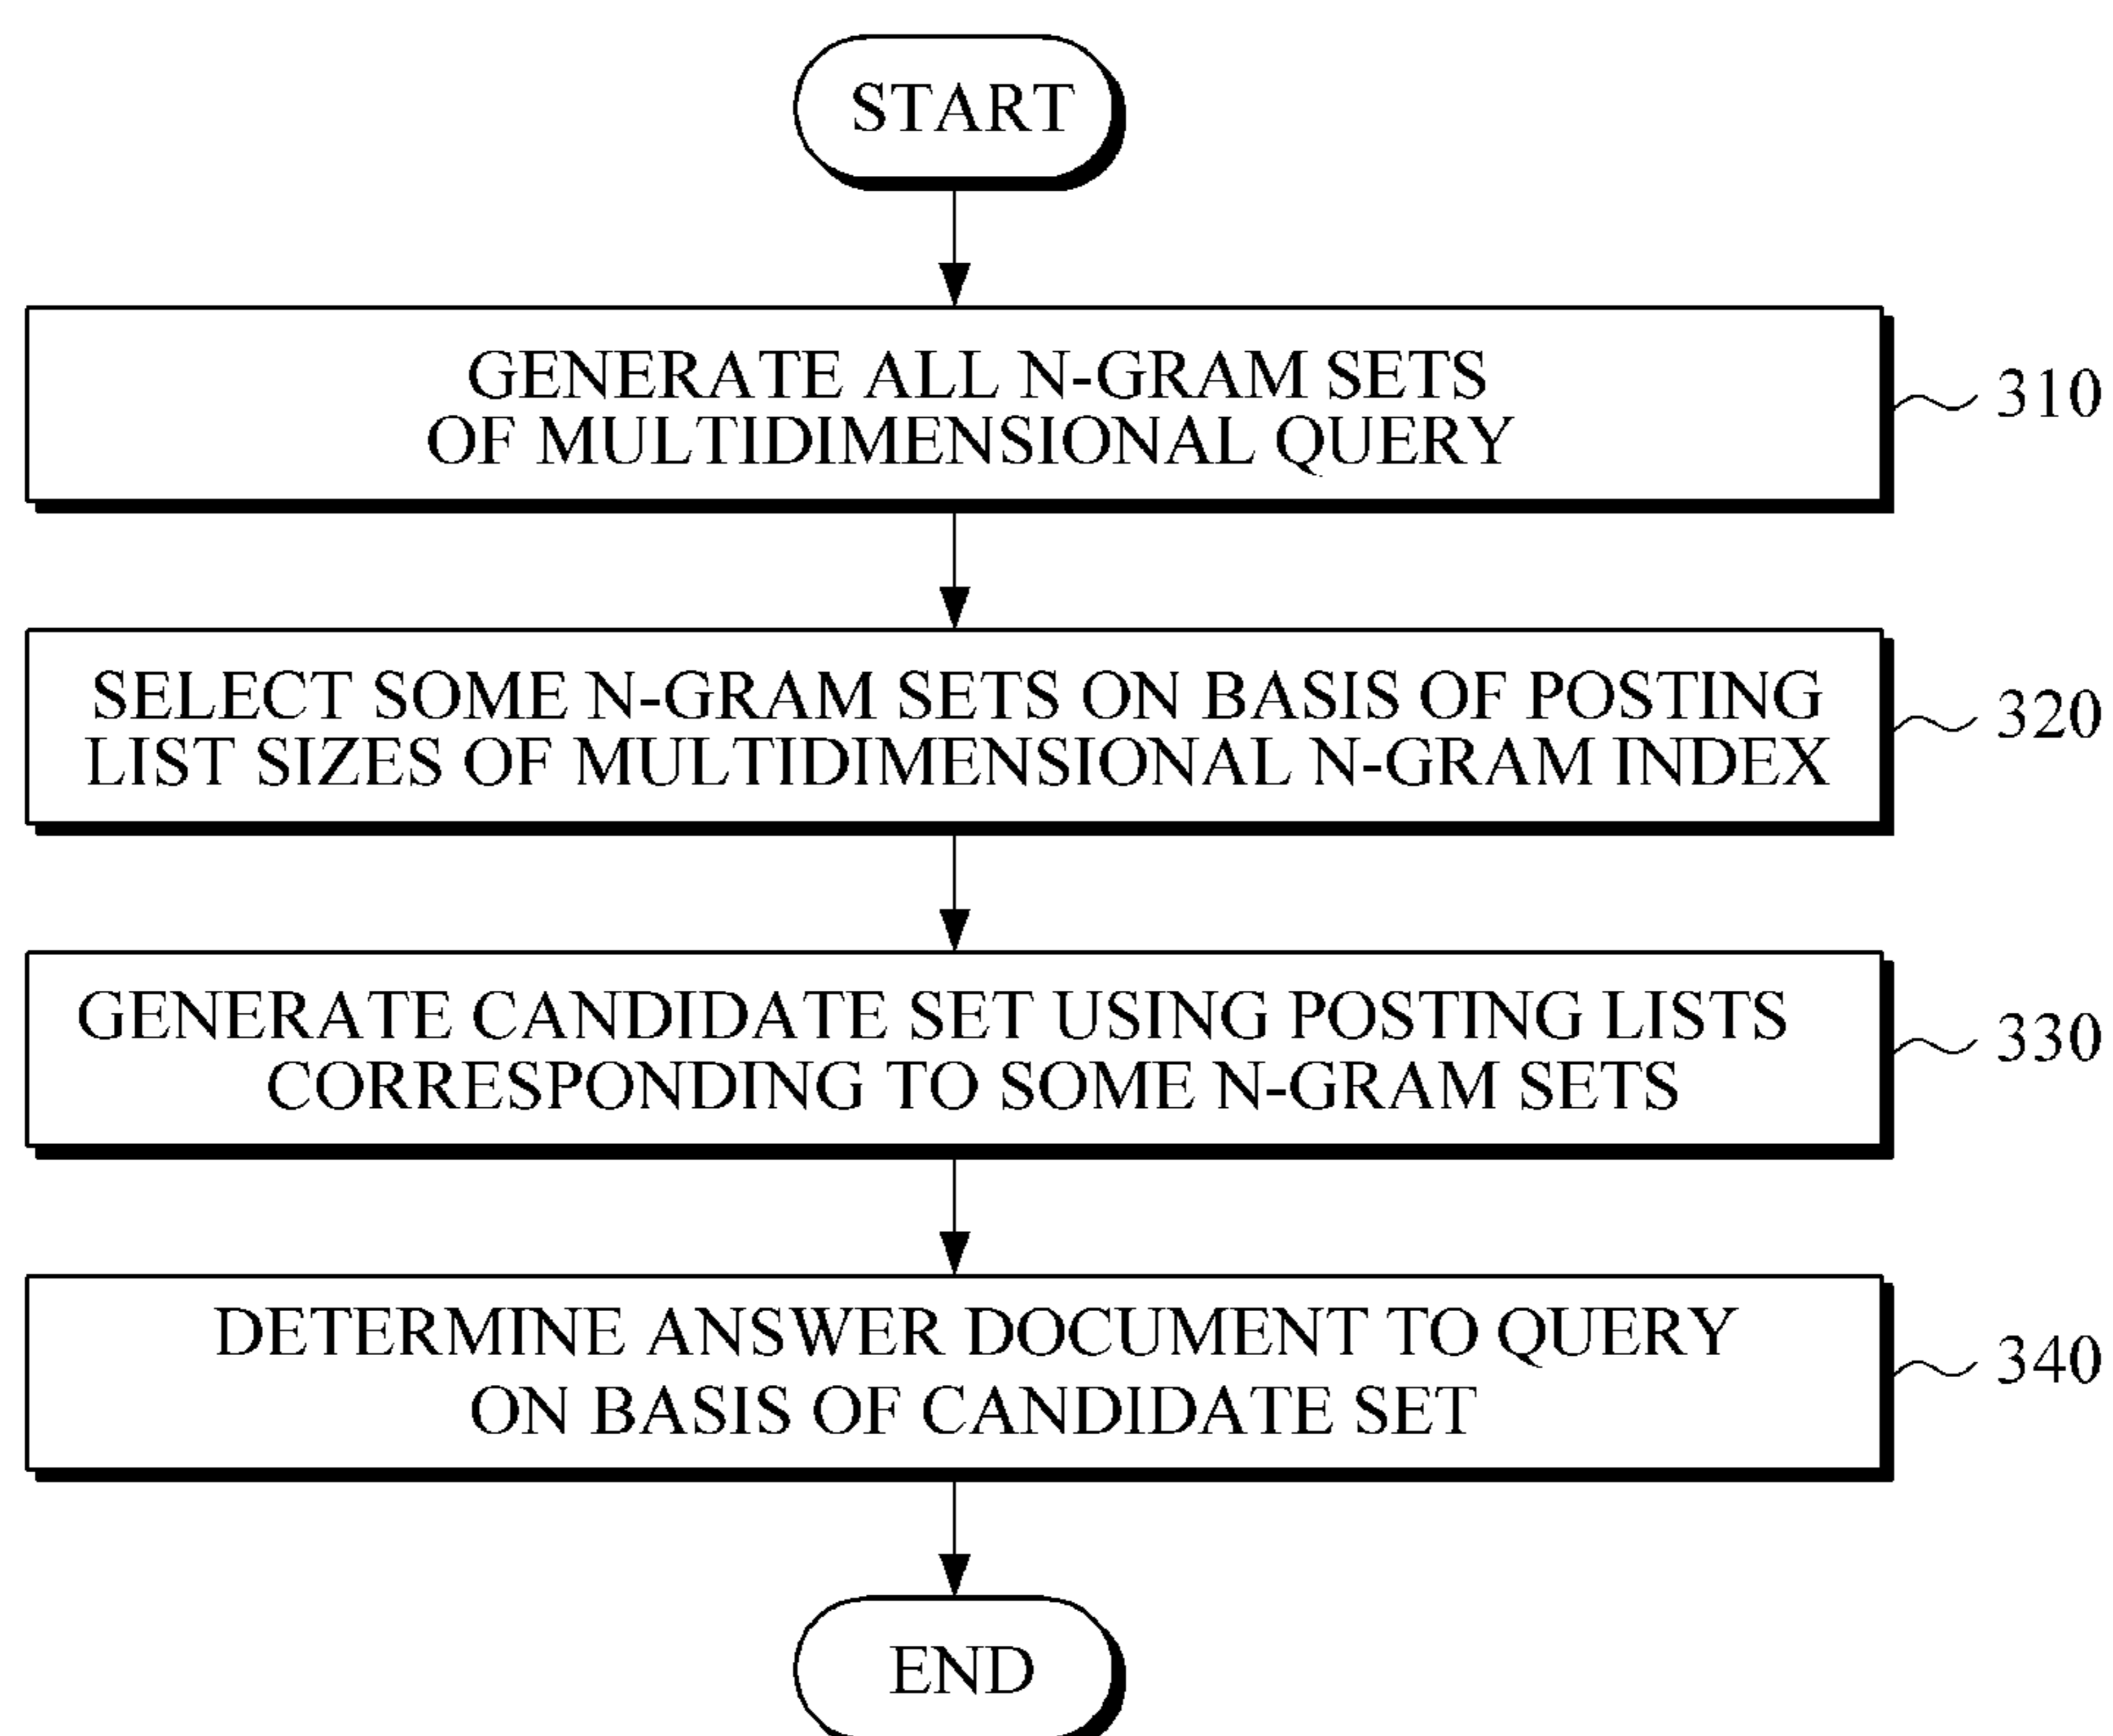 START
GENERATE ALL N-GRAM SETS
OF MULTIDIMENSIONAL QUERY
310
SELECT SOME N-GRAM SETS ON BASIS OF POSTING
LIST SIZES OF MULTIDIMENSIONAL N-GRAM INDEX
320
GENERATE CANDIDATE SET USING POSTING LISTS
CORRESPONDING TO SOME N-GRAM SETS
330
DETERMINE ANSWER DOCUMENT TO QUERY
ON BASIS OF CANDIDATE SET
340
END